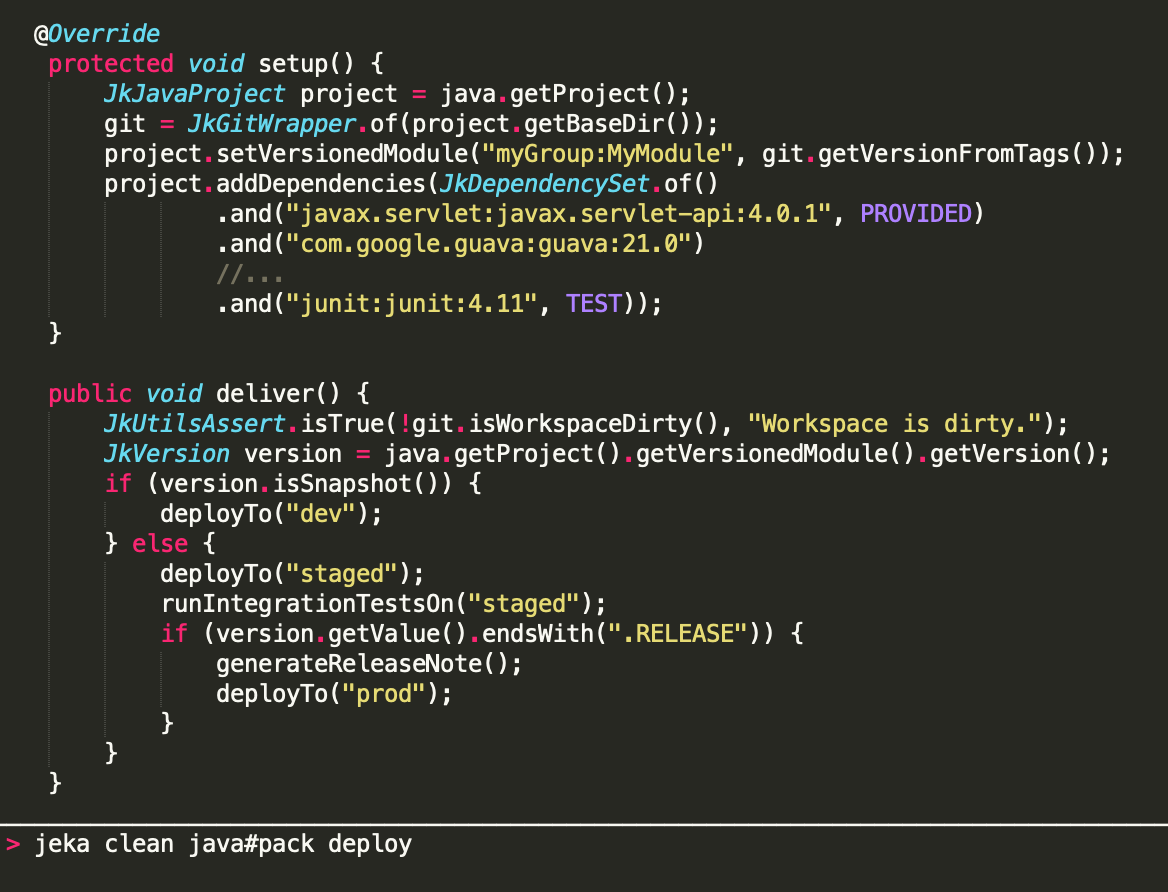 @Override
protected void setup() {
JkJavaProject project = java.getProject();
git = JkGitWrapper.of(project.getBaseDir());
project.setVersionedModule("myGroup:MyModule", git.getVersionFromTags());
project.addDependencies(JkDependencySet.of()
.and("javax.servlet:javax.servlet-api:4.0.1", PROVIDED)
.and("com.google.guava:guava:21.0")
//...
.and("junit:junit:4.11", TEST));
}
public void deliver() {
JkUtilsAssert.isTrue(!git.isWorkspaceDirty(), "Workspace is dirty.");
JkVersion version = java.getProject().getVersionedModule().getVersion();
if (version.isSnapshot()) {
deployTo("dev");
} else {
deployTo("staged");
runIntegrationTestsOn("staged");
if (version.getValue().endsWith(".RELEASE")) {
generateReleaseNote();
deployTo("prod");
}
}
}
> jeka clean java#pack deploy